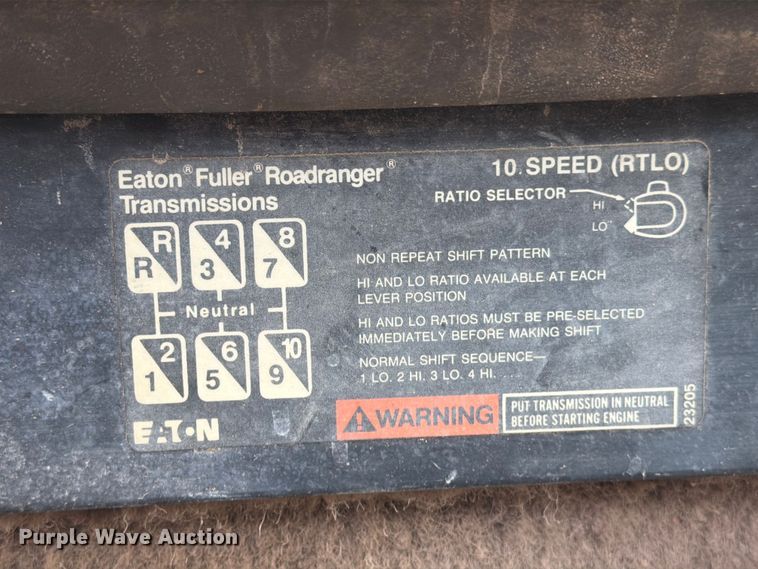 Eaton® Fuller® Roadranger®
Transmissions
10 SPEED (RTLO)
RATIO SELECTOR
HI
LO
R R
3 4
7 8
Neutral
1 2
5 6
9 10
NON REPEAT SHIFT PATTERN
HI AND LO RATIO AVAILABLE AT EACH
LEVER POSITION
HI AND LO RATIOS MUST BE PRE-SELECTED
IMMEDIATELY BEFORE MAKING SHIFT
NORMAL SHIFT SEQUENCE—
1 LO. 2 HI. 3 LO. 4 HI. . . .
WARNING
PUT TRANSMISSION IN NEUTRAL
BEFORE STARTING ENGINE
23205
EATON
Purple Wave Auction